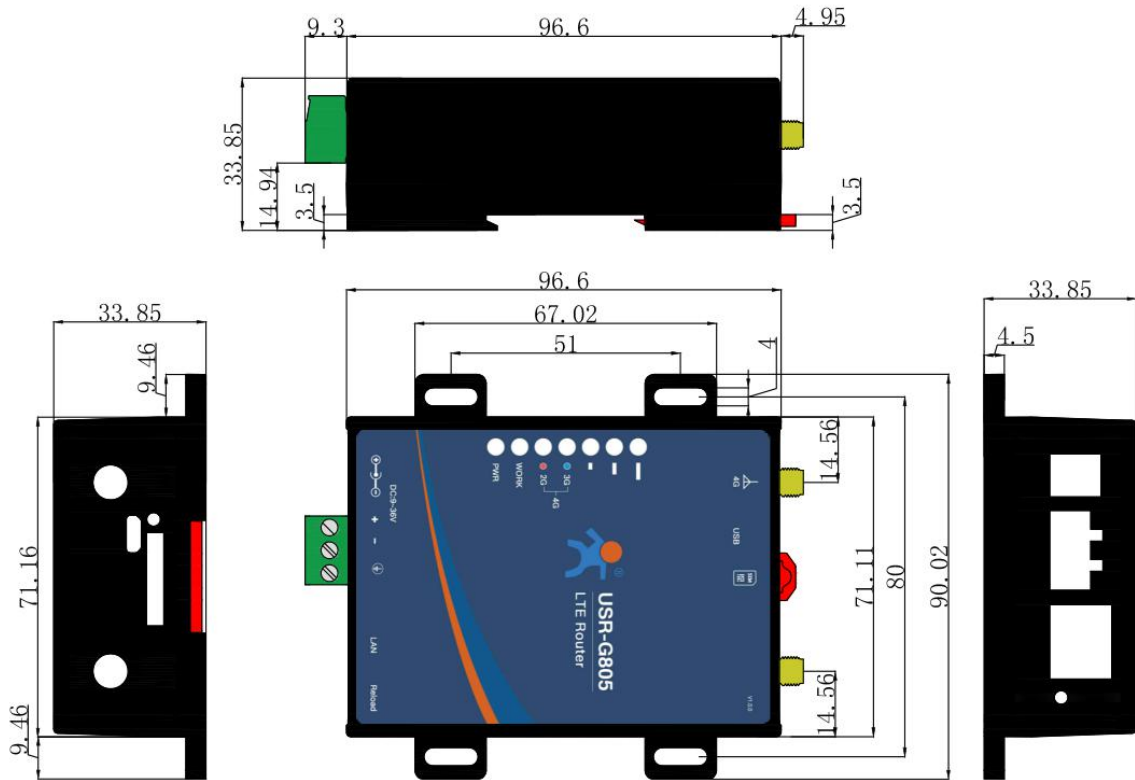 9.3
96.6
4.95
33.85
14.94
3.5
3.5
96.6
67.02
51
4
33.85
9.46
71.16
9.46
14.56
71.11
80
90.02
14.56
33.85
4.5
PWR
WORK
2G
3G
4G
DC:9~36V
+
-
LAN
Reload
4G
USB
SIM
®
USR-G805
LTE Router